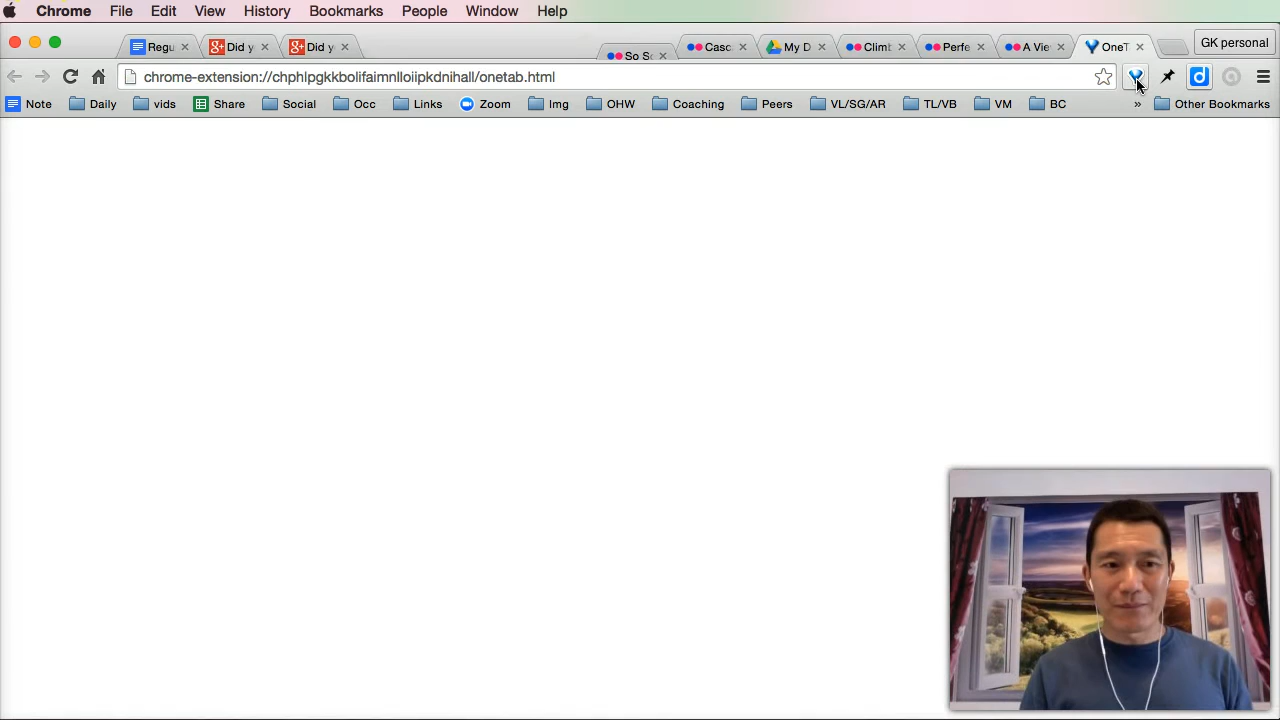 Chrome File Edit View History Bookmarks People Window Help
Regu Did y Did y So S Casc My D Climb Perfe A Vie OneT GK personal
chrome-extension://chphlpgkkbolifaimnlloiipkdnihall/onetab.html
Note Daily vids Share Social Occ Links Zoom Img OHW Coaching Peers VL/SG/AR TL/VB VM BC » Other Bookmarks